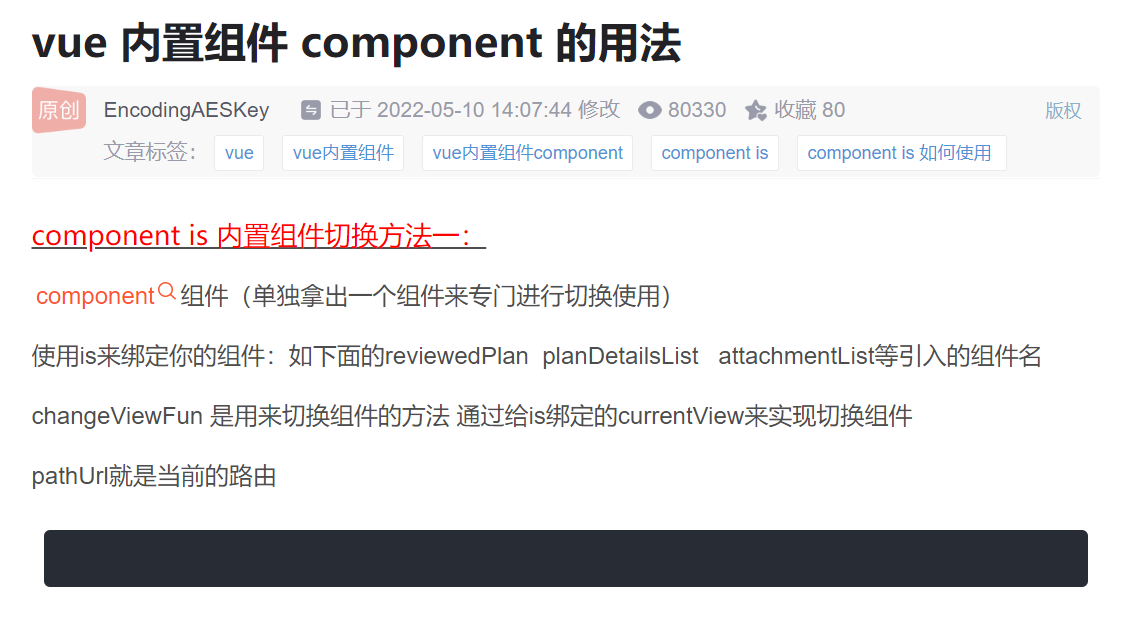 vue 内置组件 component 的用法
原创 EncodingAESKey 已于 2022-05-10 14:07:44 修改 80330 收藏 80 版权
文章标签： vue vue内置组件 vue内置组件component component is component is 如何使用
component is 内置组件切换方法一：
component 组件（单独拿出一个组件来专门进行切换使用）
使用is来绑定你的组件：如下面的reviewedPlan planDetailsList attachmentList等引入的组件名
changeViewFun 是用来切换组件的方法 通过给is绑定的currentView来实现切换组件
pathUrl就是当前的路由